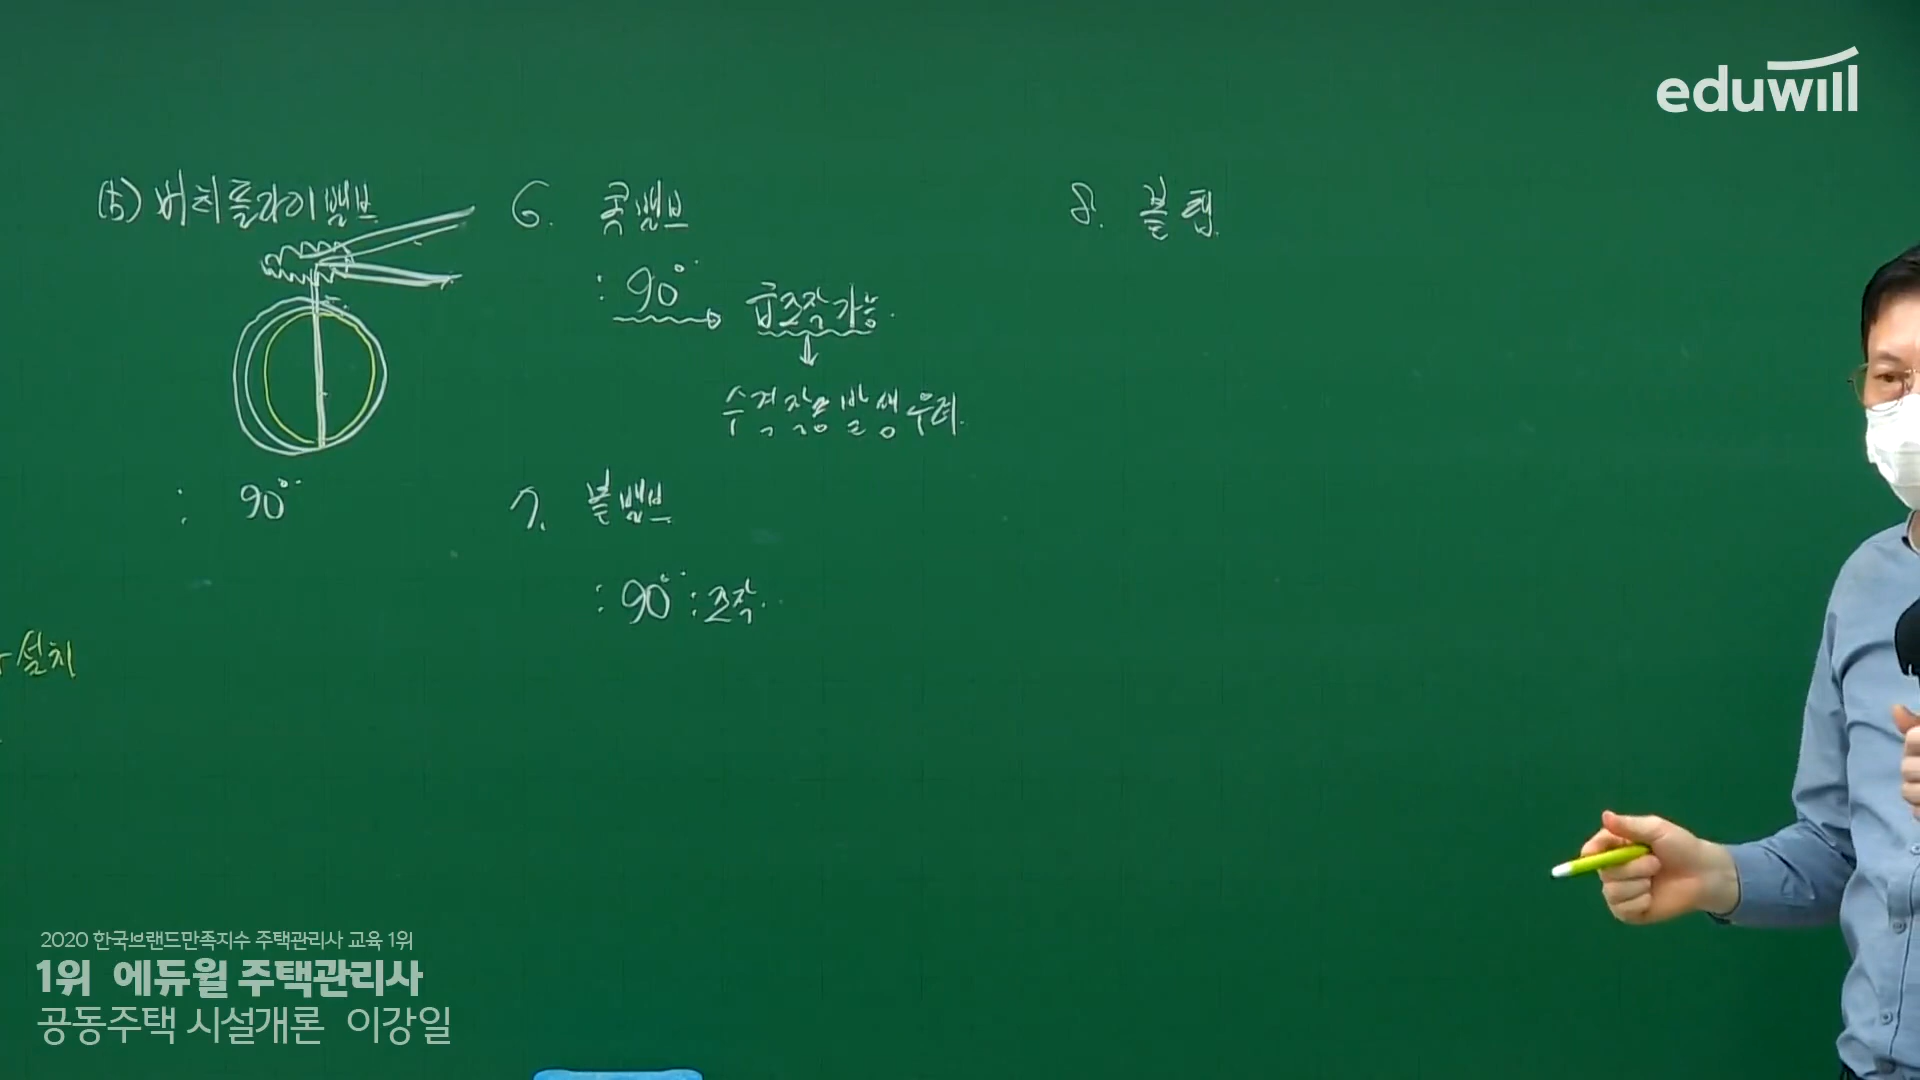 eduwill
(5) 버터플라이밸브
: 90°
6. 콕밸브
: 90° → 급조작가능.
↓
수격작용발생우려.
7. 볼밸브
: 90° : 조작.
8. 볼탭.
설치
2020 한국브랜드만족지수 주택관리사 교육 1위
1위 에듀윌 주택관리사
공동주택 시설개론 이강일